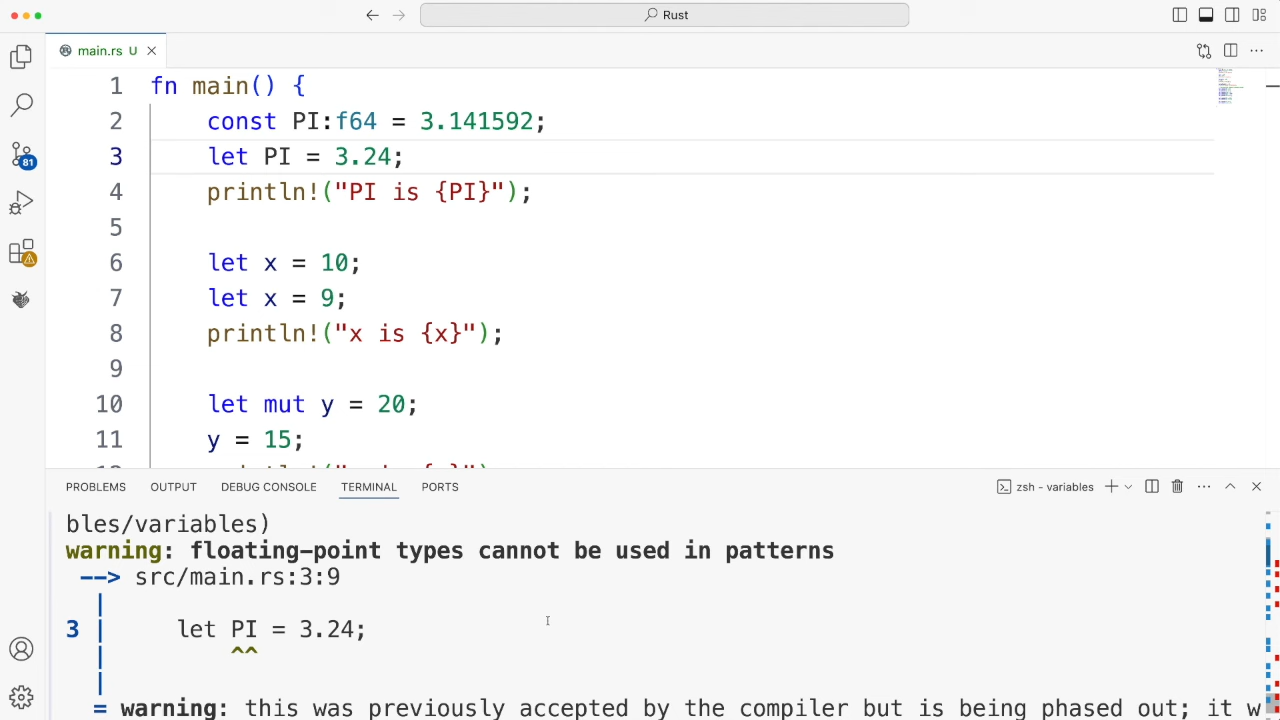 Rust
main.rs U
1 fn main() {
2 const PI:f64 = 3.141592;
3 let PI = 3.24;
4 println!("PI is {PI}");
5
6 let x = 10;
7 let x = 9;
8 println!("x is {x}");
9
10 let mut y = 20;
11 y = 15;
81
PROBLEMS OUTPUT DEBUG CONSOLE TERMINAL PORTS zsh - variables
bles/variables)
warning: floating-point types cannot be used in patterns
--> src/main.rs:3:9
|
3 | let PI = 3.24;
| ^^
|
= warning: this was previously accepted by the compiler but is being phased out; it w